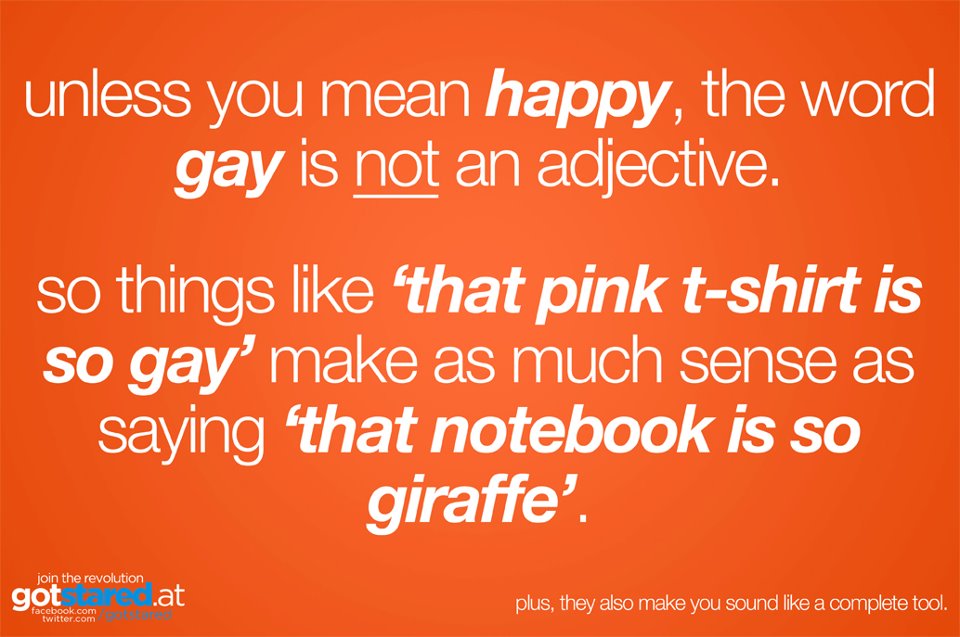 unless you mean happy, the word
gay is not an adjective.
so things like ‘that pink t-shirt is
so gay’ make as much sense as
saying ‘that notebook is so
giraffe’.
join the revolution
gotstared.at
facebook.com
twitter.com /gotstared
plus, they also make you sound like a complete tool.